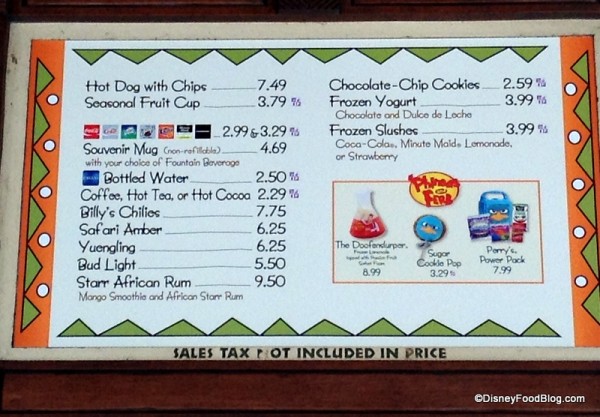 Hot Dog with Chips 7.49
Seasonal Fruit Cup 3.79
2.99 & 3.29
Souvenir Mug (non-refillable) 4.69
with your choice of Fountain Beverage
Bottled Water 2.50
Coffee, Hot Tea, or Hot Cocoa 2.29
Billy's Chilies 7.75
Safari Amber 6.25
Yuengling 6.25
Bud Light 5.50
Starr African Rum 9.50
Mango Smoothie and African Starr Rum
Chocolate-Chip Cookies 2.59
Frozen Yogurt 3.99
Chocolate and Dulce de Leche
Frozen Slushes 3.99
Coca-Cola®, Minute Maid® Lemonade,
or Strawberry
Phineas
and
Ferb
The Doofenslurper
Frozen Lemonade
topped with Passion Fruit
Sugar
Cookie Pop
3.29
Perry's
Power Pack
7.99
8.99
SALES TAX NOT INCLUDED IN PRICE
©DisneyFoodBlog.com